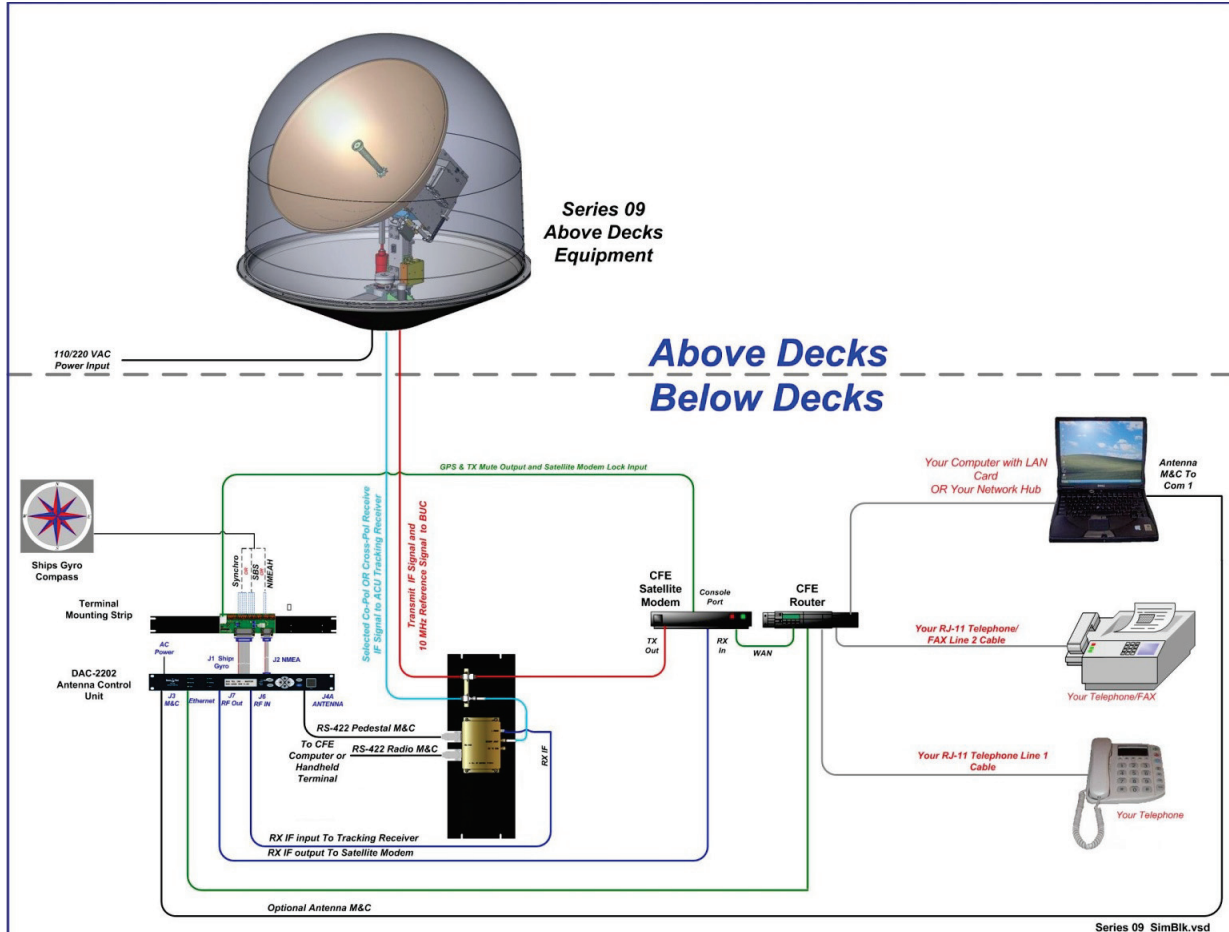 Series 09
Above Decks
Equipment
110/220 VAC
Power Input
Above Decks
Below Decks
GPS & TX Mute Output and Satellite Modem Lock Input
Your Computer with LAN
Card
OR Your Network Hub
Antenna
M&C To
Com 1
Ships Gyro
Compass
Synchro
OR
SBS
OR
NMEAH
Selected Co-Pol OR Cross-Pol Receive
IF Signal to ACU Tracking Receiver
Transmit IF Signal and
10 MHz Reference Signal to BUC
CFE
Satellite
Modem
Console
Port
CFE
Router
TX
Out
RX
In
WAN
Terminal
Mounting Strip
AC
Power
J1 Ships
Gyro
J2 NMEA
DAC-2202
Antenna Control
Unit
J3
M&C
Ethernet
J7
RF Out
J6
RF IN
J4A
ANTENNA
RS-422 Pedestal M&C
To CFE
Computer or
Handheld
Terminal
RS-422 Radio M&C
RX IF
Your RJ-11 Telephone/
FAX Line 2 Cable
Your Telephone/FAX
Your RJ-11 Telephone Line 1
Cable
Your Telephone
RX IF input To Tracking Receiver
RX IF output To Satellite Modem
Optional Antenna M&C
Series 09 SimBlk.vsd